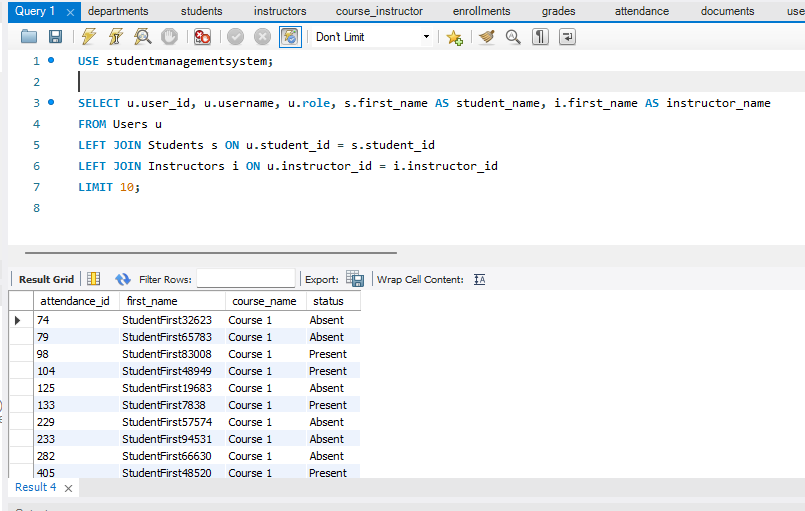 Query 1 departments students instructors course_instructor enrollments grades attendance documents use
Don't Limit
1 USE studentmanagementsystem;
2
3 SELECT u.user_id, u.username, u.role, s.first_name AS student_name, i.first_name AS instructor_name
4 FROM Users u
5 LEFT JOIN Students s ON u.student_id = s.student_id
6 LEFT JOIN Instructors i ON u.instructor_id = i.instructor_id
7 LIMIT 10;
8
Result Grid Filter Rows: Export: Wrap Cell Content:
attendance_id first_name course_name status
74 StudentFirst32623 Course 1 Absent
79 StudentFirst65783 Course 1 Absent
98 StudentFirst83008 Course 1 Present
104 StudentFirst48949 Course 1 Present
125 StudentFirst19683 Course 1 Absent
133 StudentFirst7838 Course 1 Present
229 StudentFirst57574 Course 1 Absent
233 StudentFirst94531 Course 1 Absent
282 StudentFirst66630 Course 1 Absent
405 StudentFirst48520 Course 1 Present
Result 4